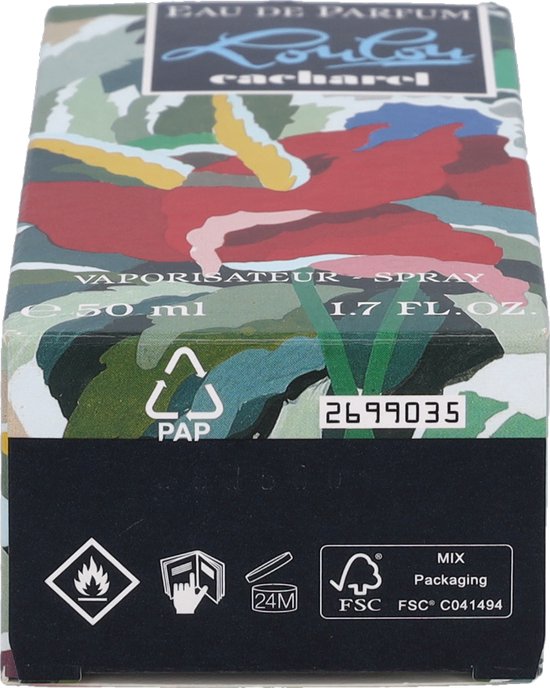 EAU DE PARFUM
LouLou
cacharel
VAPORISATEUR - SPRAY
℮ 50 ml 1.7 FL.OZ.
PAP
2699035
24M
FSC
MIX
Packaging
FSC® C041494